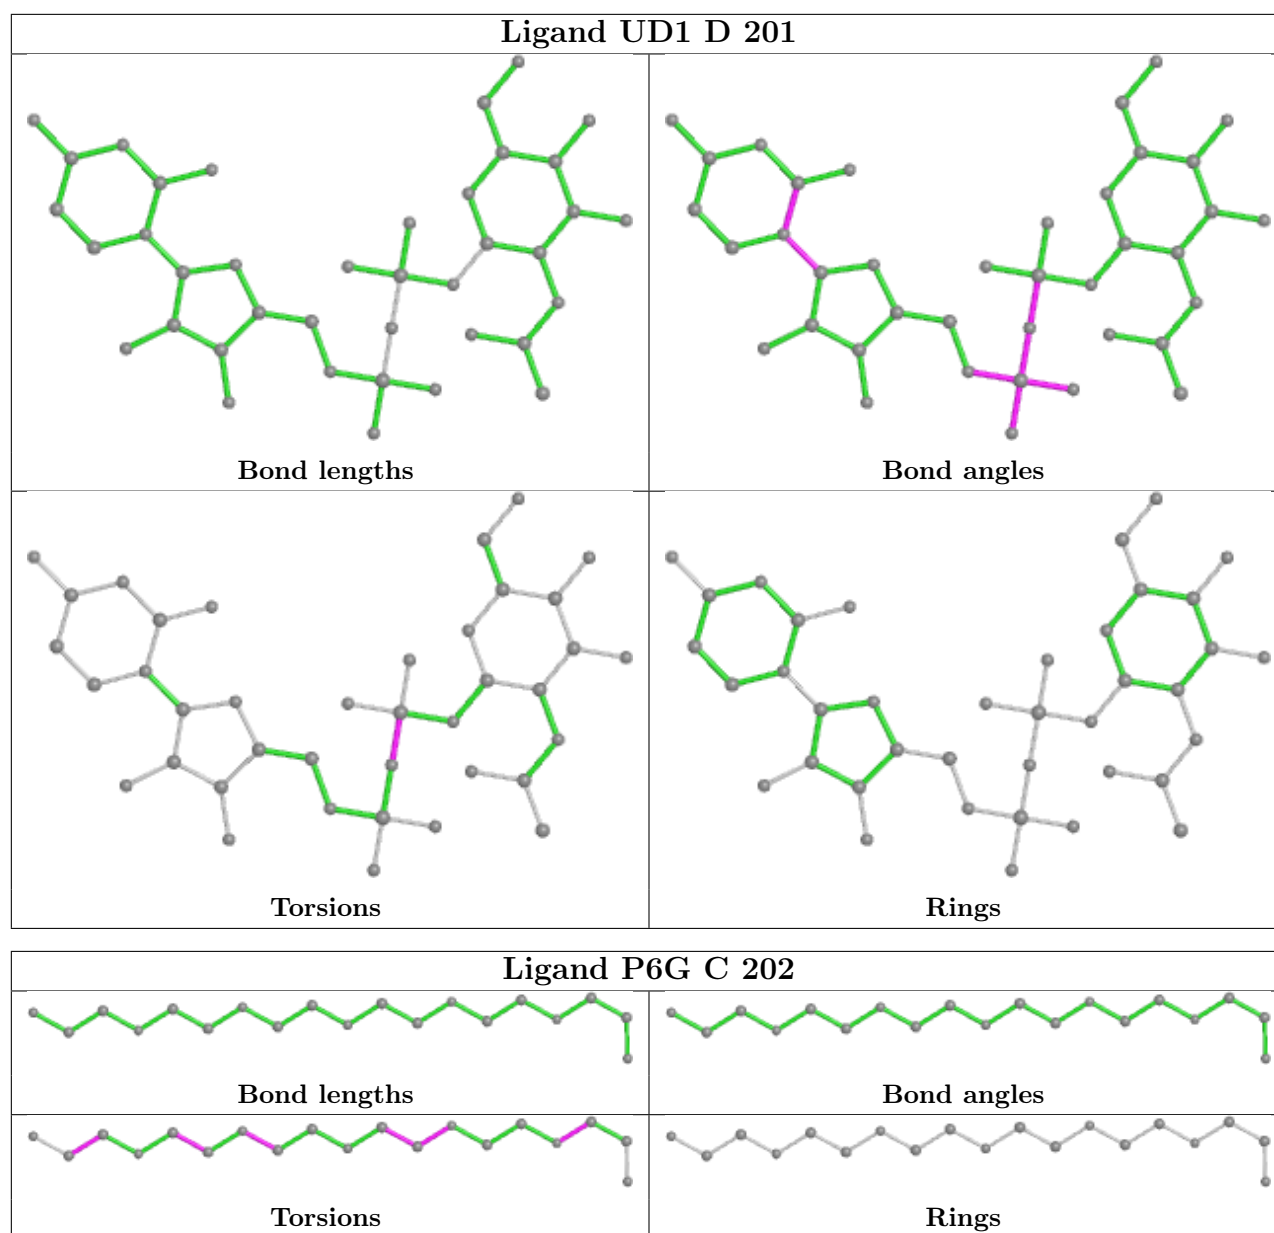 Ligand UD1 D 201
Bond lengths
Bond angles
Torsions
Rings
Ligand P6G C 202
Bond lengths
Bond angles
Torsions
Rings